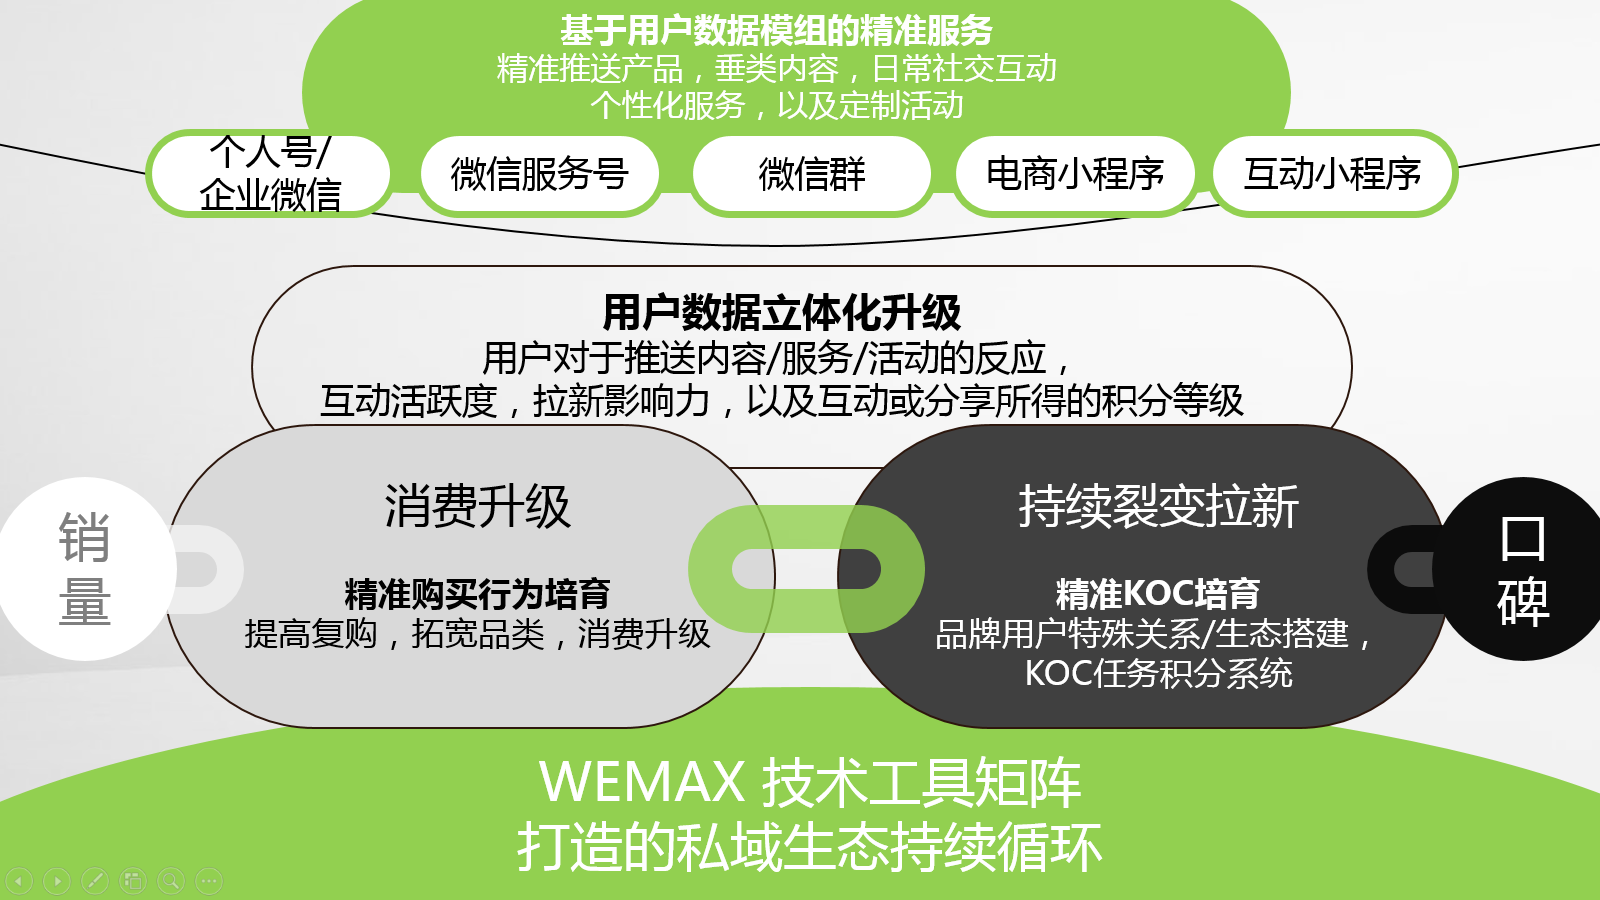 基于用户数据模组的精准服务
精准推送产品，垂类内容，日常社交互动
个性化服务，以及定制活动
个人号/
企业微信
微信服务号
微信群
电商小程序
互动小程序
用户数据立体化升级
用户对于推送内容/服务/活动的反应，
互动活跃度，拉新影响力，以及互动或分享所得的积分等级
销
量
消费升级
精准购买行为培育
提高复购，拓宽品类，消费升级
持续裂变拉新
精准KOC培育
品牌用户特殊关系/生态搭建，
KOC任务积分系统
口
碑
WEMAX 技术工具矩阵
打造的私域生态持续循环